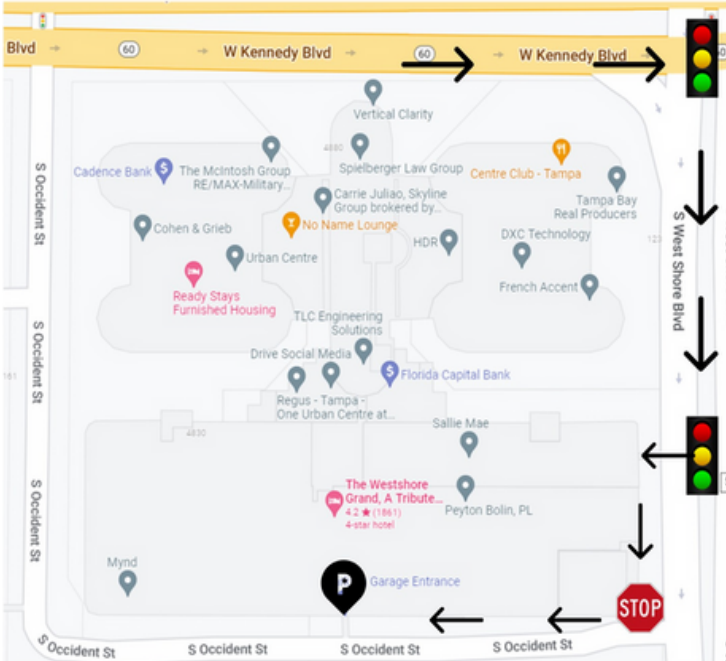 Blvd
60
W Kennedy Blvd
60
W Kennedy Blvd
Vertical Clarity
4880
Cadence Bank
The McIntosh Group
RE/MAX-Military...
Spielberger Law Group
Centre Club - Tampa
Carrie Juliao, Skyline
Group brokered by...
Tampa Bay
Real Producers
S Occident St
Cohen & Grieb
No Name Lounge
HDR
DXC Technology
123
S West Shore Blvd
Urban Centre
Ready Stays
Furnished Housing
French Accent
TLC Engineering
Solutions
S Occident St
Drive Social Media
Florida Capital Bank
Regus - Tampa -
One Urban Centre at...
4830
Sallie Mae
The Westshore
Grand, A Tribute...
4.2 ★ (1861)
4-star hotel
Peyton Bolin, PL
S Occident St
Mynd
P
Garage Entrance
STOP
S Occident St
S Occident St
S Occident St
S Occident St